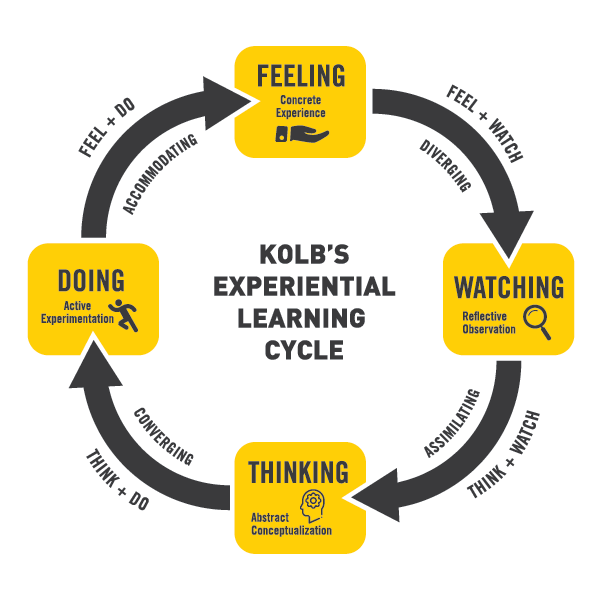 FEELING
Concrete
Experience
FEEL + DO
ACCOMMODATING
FEEL + WATCH
DIVERGING
KOLB'S
EXPERIENTIAL
LEARNING
CYCLE
DOING
Active
Experimentation
WATCHING
Reflective
Observation
CONVERGING
THINK + DO
ASSIMILATING
THINK + WATCH
THINKING
Abstract
Conceptualization